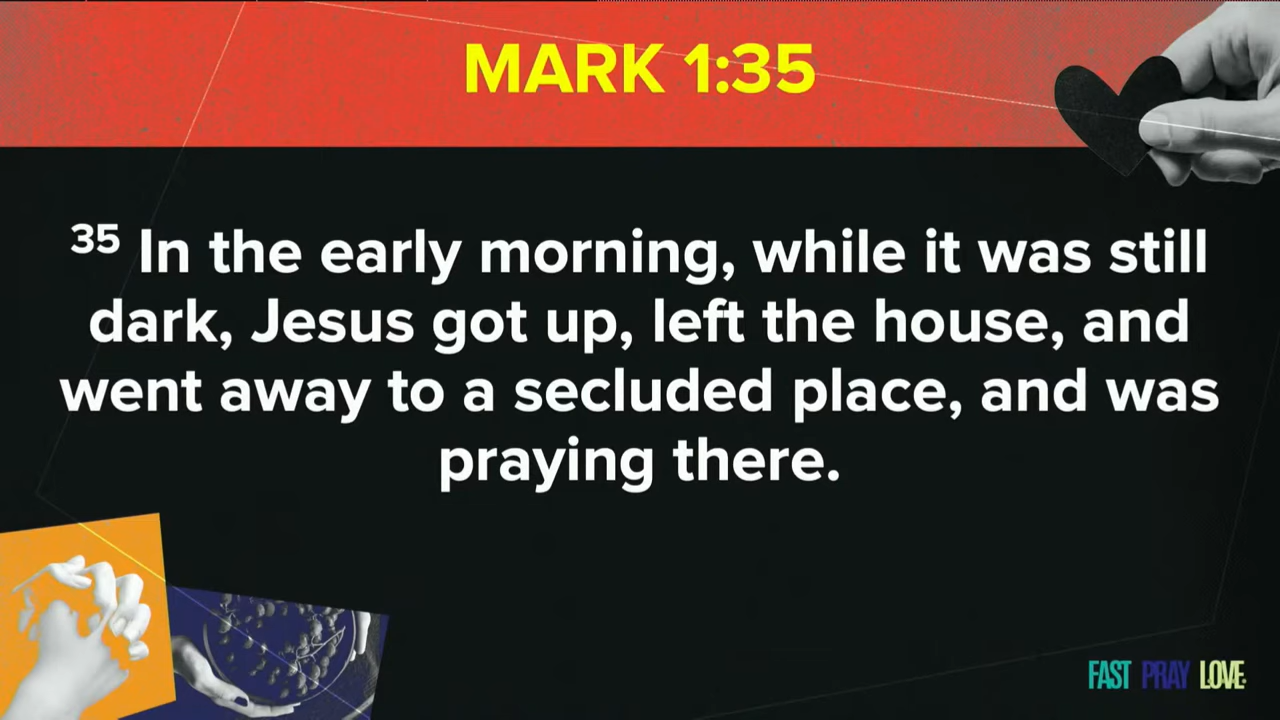 MARK 1:35
³⁵ In the early morning, while it was still
dark, Jesus got up, left the house, and
went away to a secluded place, and was
praying there.
FAST PRAY LOVE